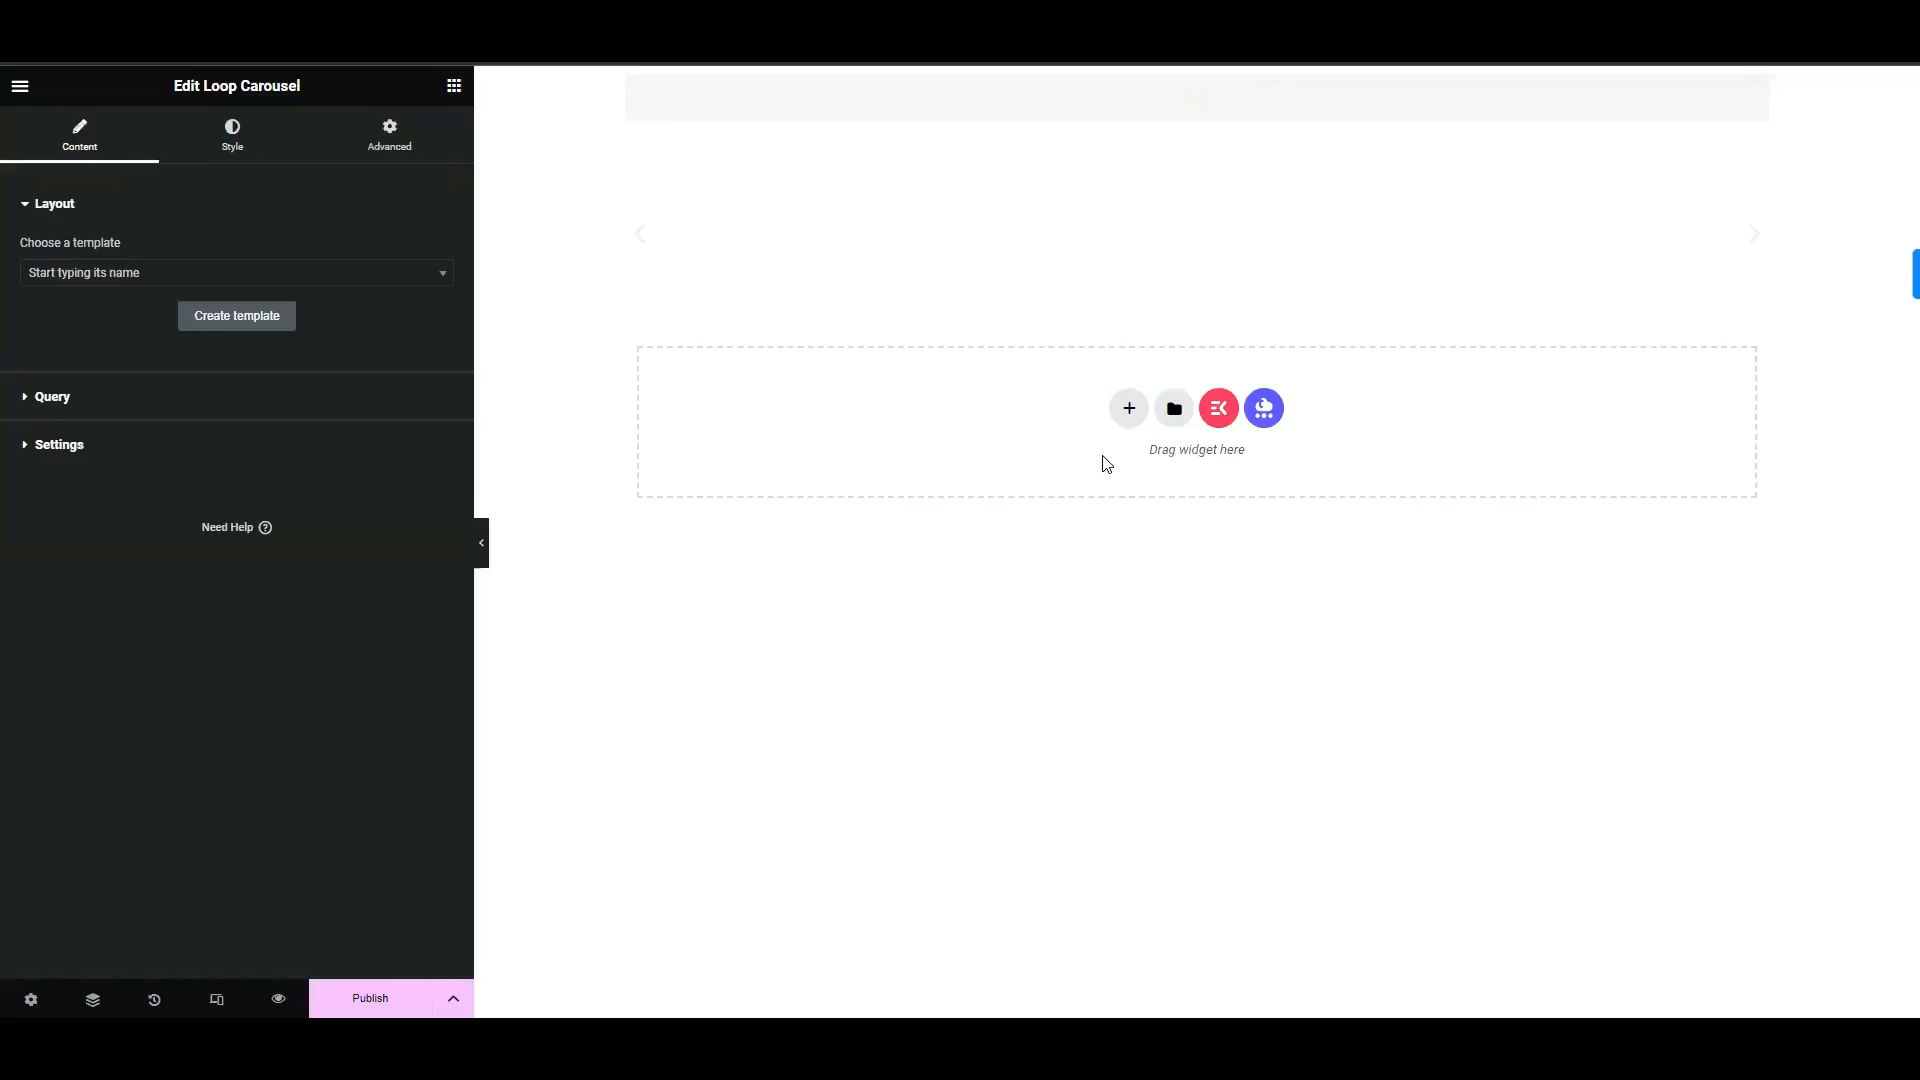 Edit Loop Carousel
Content
Style
Advanced
Layout
Choose a template
Start typing its name
Create template
Query
Settings
Need Help
Drag widget here
Publish